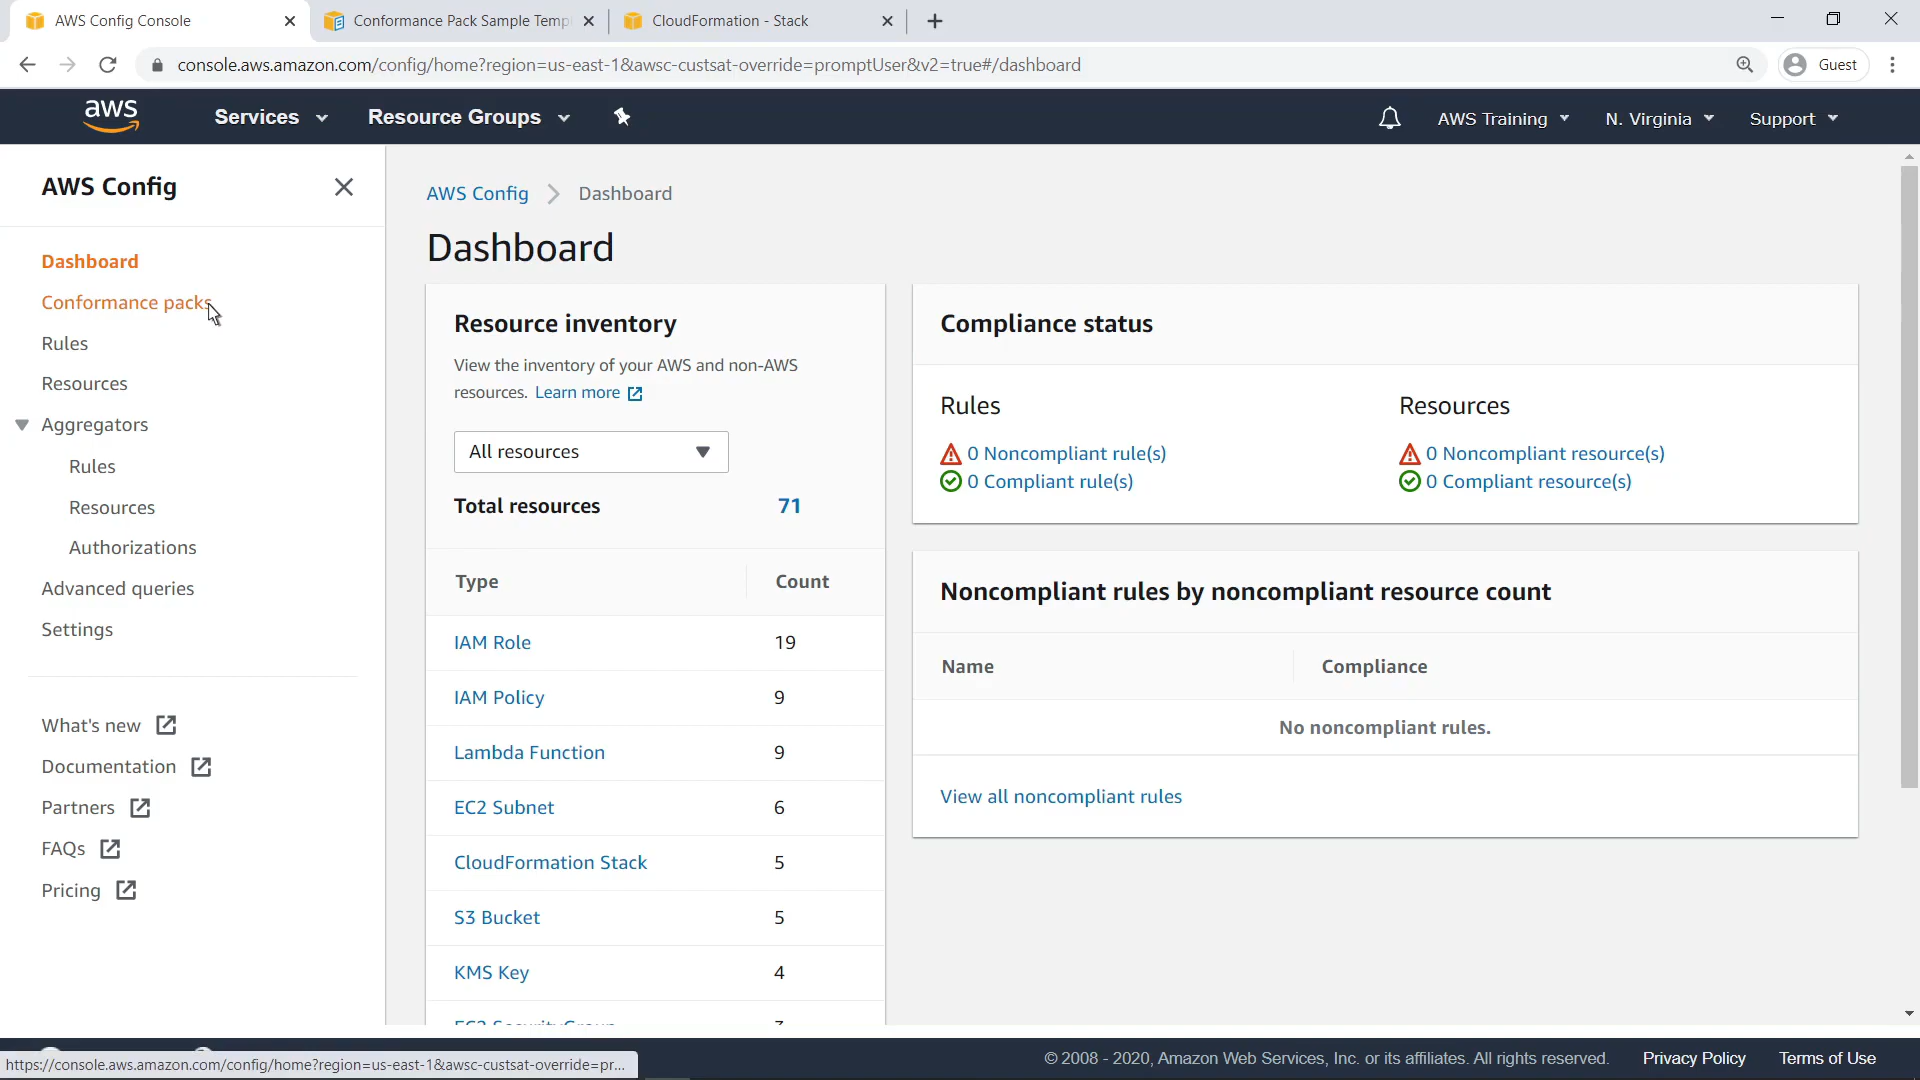 AWS Config Console
Conformance Pack Sample Temp
CloudFormation - Stack
console.aws.amazon.com/config/home?region=us-east-1&awsc-custsat-override=promptUser&v2=true#/dashboard
Guest
aws
Services
Resource Groups
AWS Training
N. Virginia
Support
AWS Config
Dashboard
Conformance packs
Rules
Resources
Aggregators
Rules
Resources
Authorizations
Advanced queries
Settings
What's new
Documentation
Partners
FAQs
Pricing
AWS Config
Dashboard
Dashboard
Resource inventory
View the inventory of your AWS and non-AWS
resources. Learn more
All resources
Total resources 71
Type Count
IAM Role 19
IAM Policy 9
Lambda Function 9
EC2 Subnet 6
CloudFormation Stack 5
S3 Bucket 5
KMS Key 4
Compliance status
Rules
0 Noncompliant rule(s)
0 Compliant rule(s)
Resources
0 Noncompliant resource(s)
0 Compliant resource(s)
Noncompliant rules by noncompliant resource count
Name Compliance
No noncompliant rules.
View all noncompliant rules
https://console.aws.amazon.com/config/home?region=us-east-1&awsc-custsat-override=pr...
© 2008 - 2020, Amazon Web Services, Inc. or its affiliates. All rights reserved.
Privacy Policy
Terms of Use